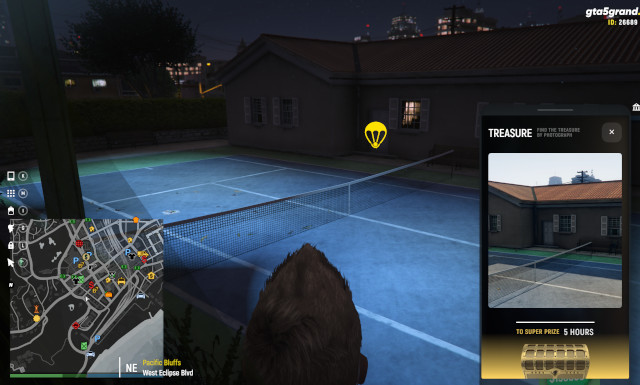 gta5grand.
ID: 26689
TREASURE
FIND THE TREASURE
BY PHOTOGRAPH
TO SUPER PRIZE 5 HOURS
NE
Pacific Bluffs
West Eclipse Blvd